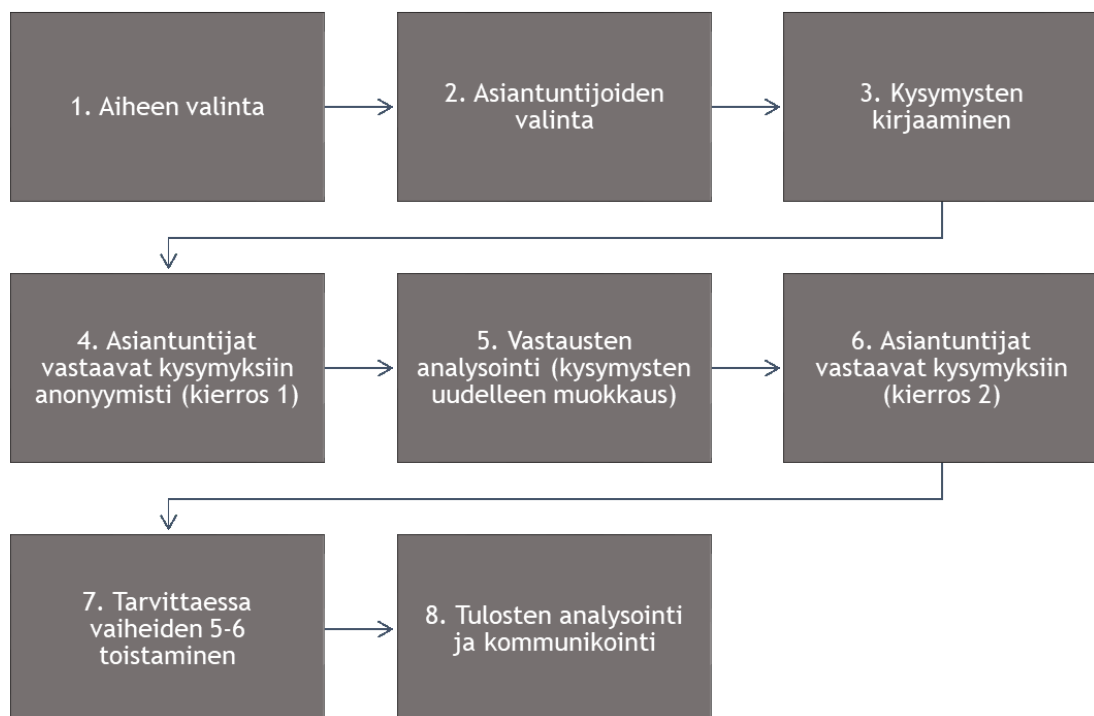 1. Aiheen valinta
2. Asiantuntijoiden
valinta
3. Kysymysten
kirjaaminen
4. Asiantuntijat
vastaavat kysymyksiin
anonyymisti (kierros 1)
5. Vastausten
analysointi (kysymysten
uudelleen muokkaus)
6. Asiantuntijat
vastaavat kysymyksiin
(kierros 2)
7. Tarvittaessa
vaiheiden 5-6
toistaminen
8. Tulosten analysointi
ja kommunikointi